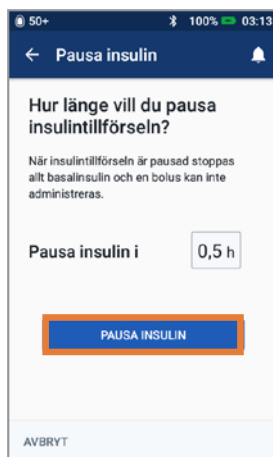 50+ 100% 03:13
Pausa insulin
Hur länge vill du pausa
insulintillförseln?
När insulintillförseln är pausad stoppas
allt basalinsulin och en bolus kan inte
administreras.
Pausa insulin i 0,5 h
PAUSA INSULIN
AVBRYT